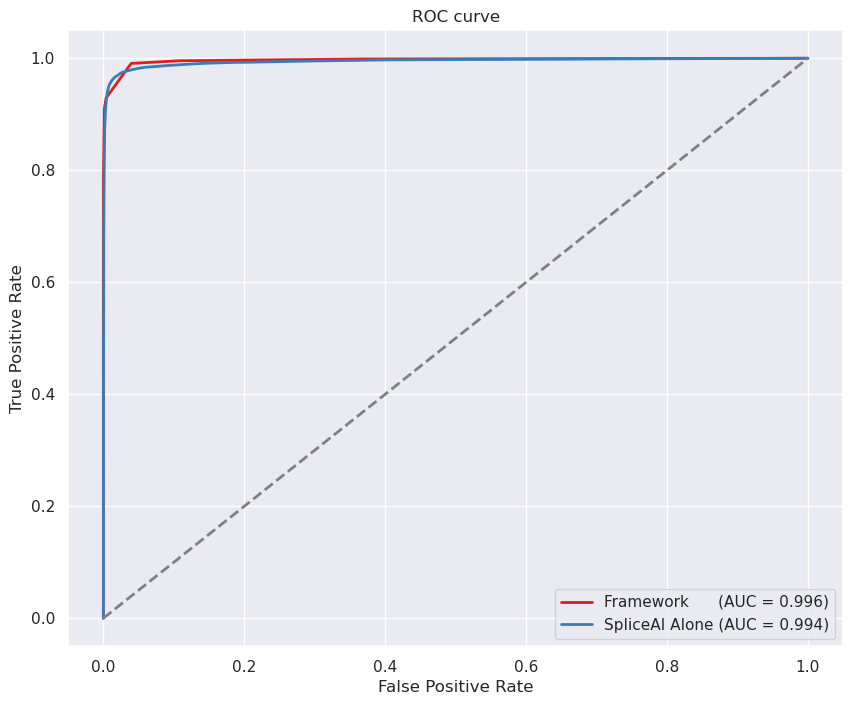 ROC curve
1.0
0.8
0.6
0.4
0.2
0.0
True Positive Rate
0.0 0.2 0.4 0.6 0.8 1.0
False Positive Rate
Framework (AUC = 0.996)
SpliceAI Alone (AUC = 0.994)